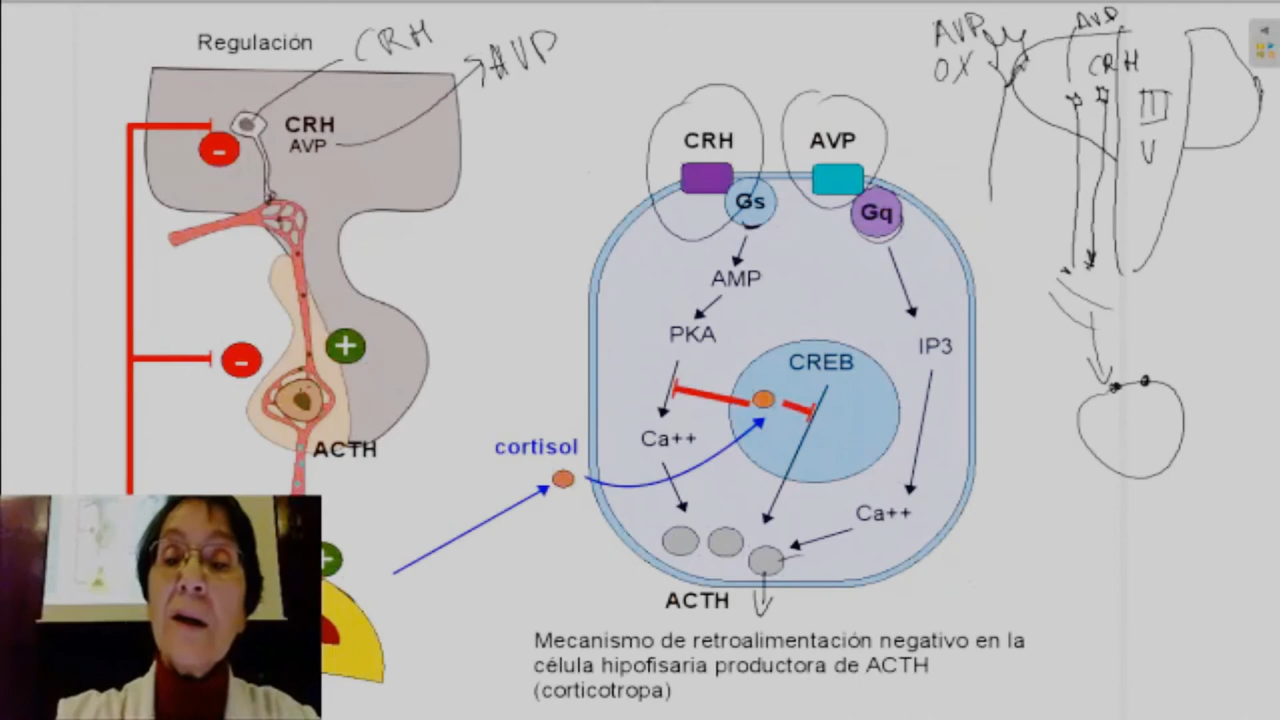 Regulación
CRH
AVP
CRH
AVP
-
-
+
ACTH
+
cortisol
CRH
AVP
Gs
Gq
AMP
PKA
IP3
CREB
Ca++
Ca++
ACTH
Mecanismo de retroalimentación negativo en la
célula hipofisaria productora de ACTH
(corticotropa)
AVP
OX
AVP
CRH
III
V